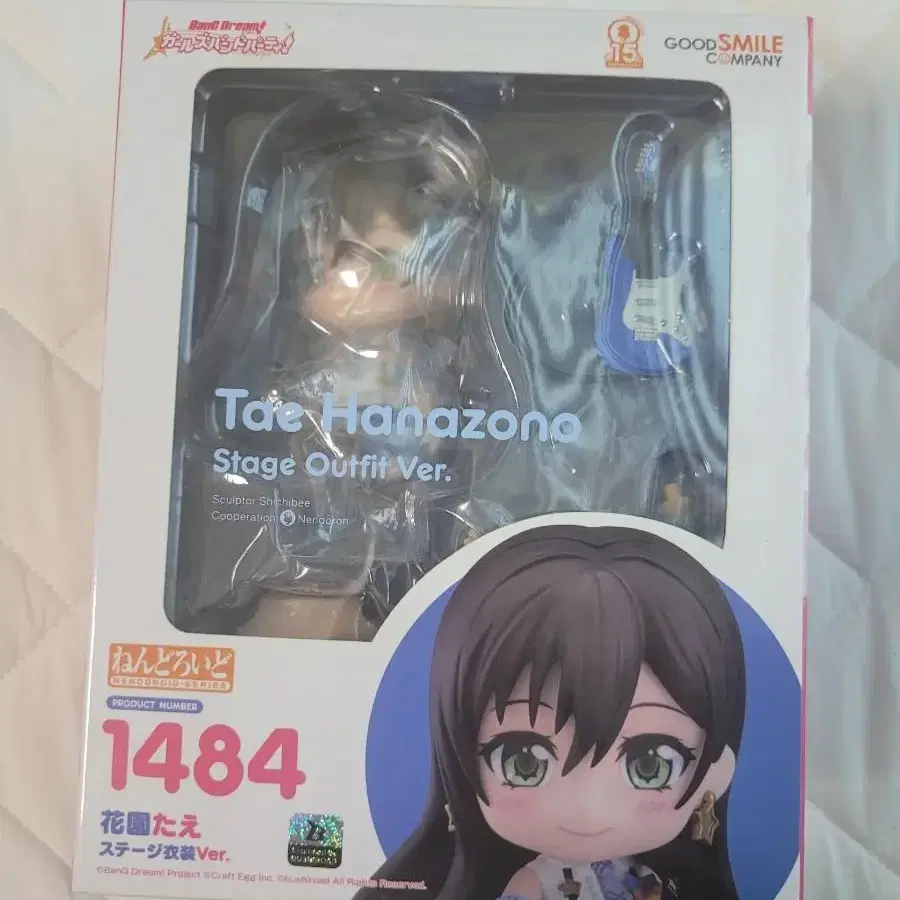 BanG Dream!
ガールズバンドパーティ!
15
GOOD SMILE
COMPANY
Tae Hanazono
Stage Outfit Ver.
Sculptor Shichibee
Cooperation Nendoron
ねんどろいど
NENDOROID-SERIES
PRODUCT NUMBER
1484
花園たえ
ステージ衣装Ver.
©BanG Dream! Project ©Craft Egg Inc. ©bushiroad All Rights Reserved.